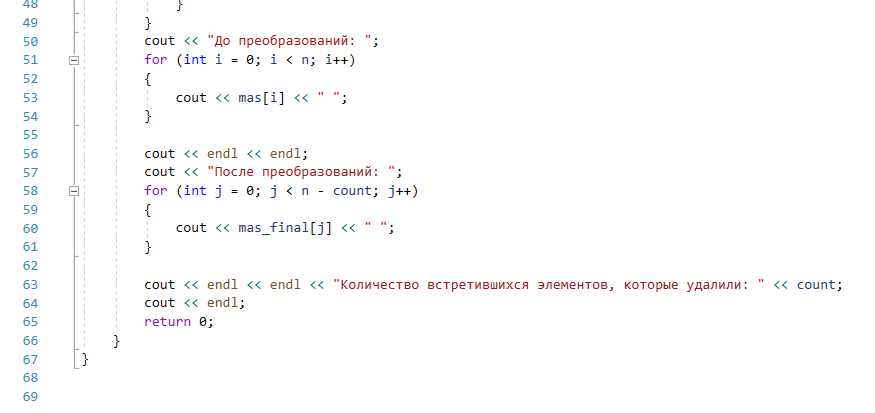 48 }
49 }
50 cout << "До преобразований: ";
51 for (int i = 0; i < n; i++)
52 {
53 cout << mas[i] << " ";
54 }
55
56 cout << endl << endl;
57 cout << "После преобразований: ";
58 for (int j = 0; j < n - count; j++)
59 {
60 cout << mas_final[j] << " ";
61 }
62
63 cout << endl << endl << "Количество встретившихся элементов, которые удалили: " << count;
64 cout << endl;
65 return 0;
66 }
67 }
68
69